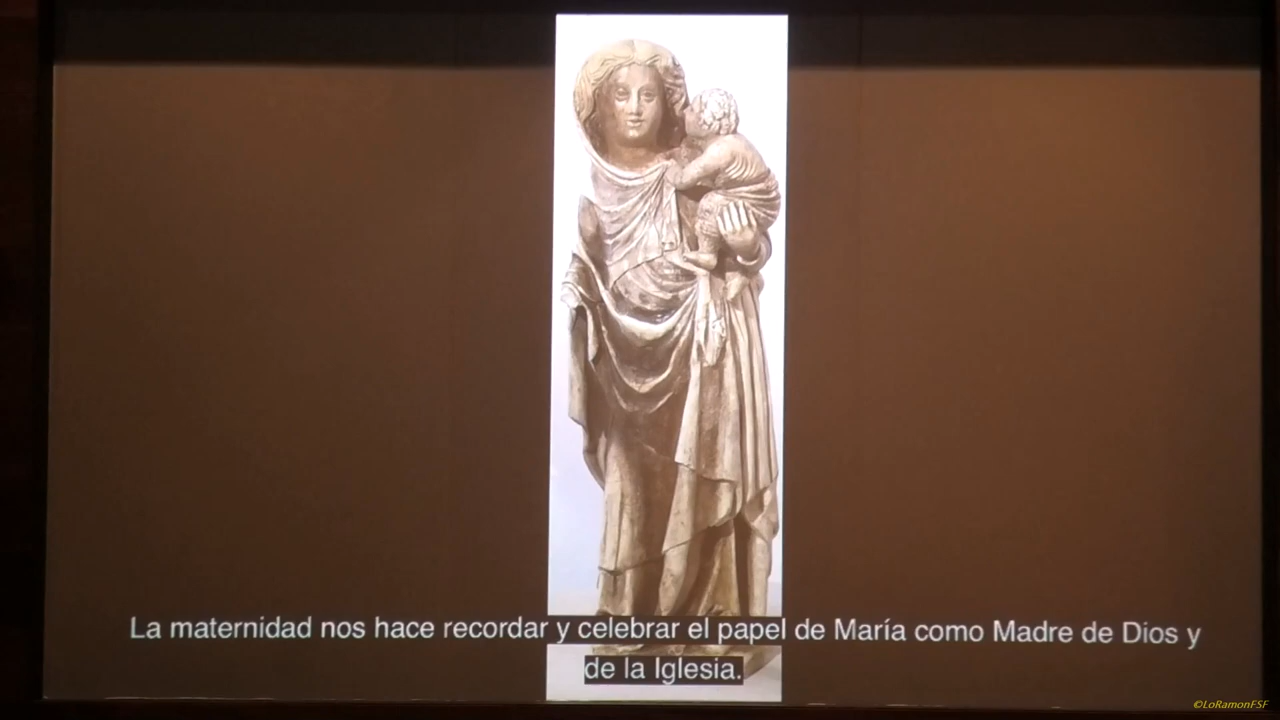 La maternidad nos hace recordar y celebrar el papel de María como Madre de Dios y
de la Iglesia.
©LoRamonFSF